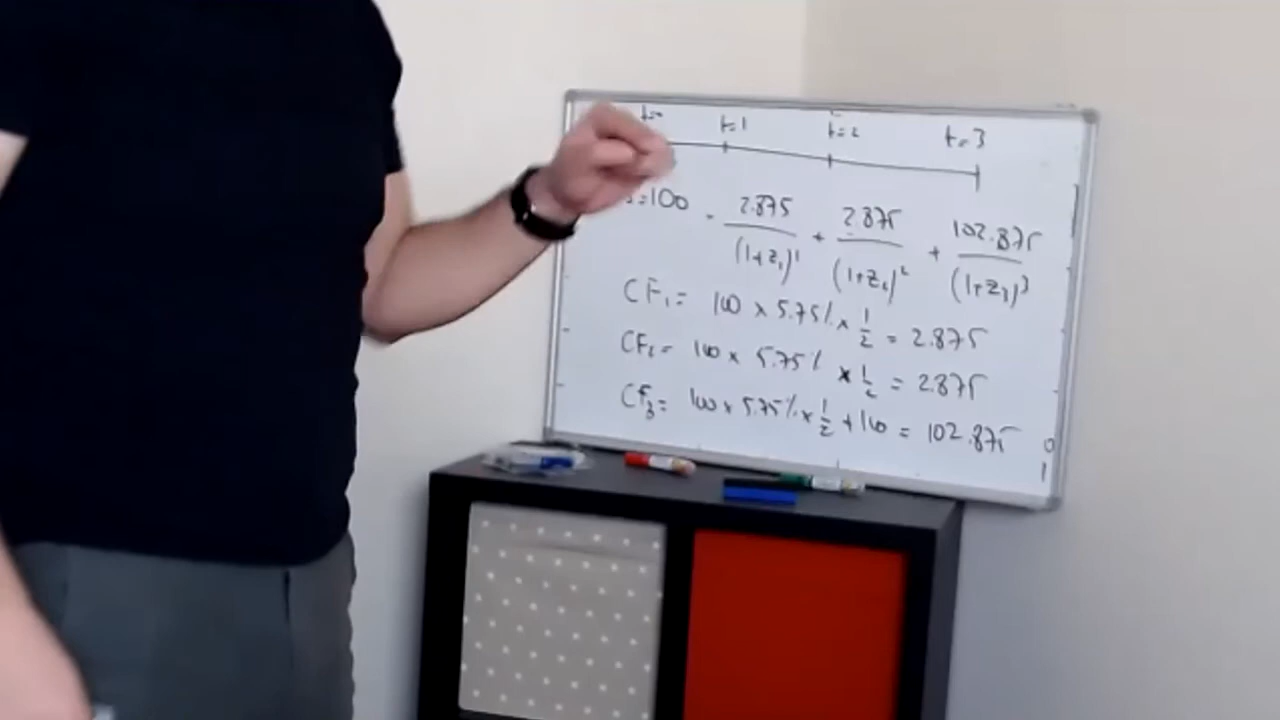 t=1 t=2 t=3
=100 - 2.875/(1+z₁)¹ + 2.875/(1+z₂)² + 102.875/(1+z₃)³
CF₁ = 100 × 5.75% × 1/2 = 2.875
CF₂ = 100 × 5.75% × 1/2 = 2.875
CF₃ = 100 × 5.75% × 1/2 + 100 = 102.875